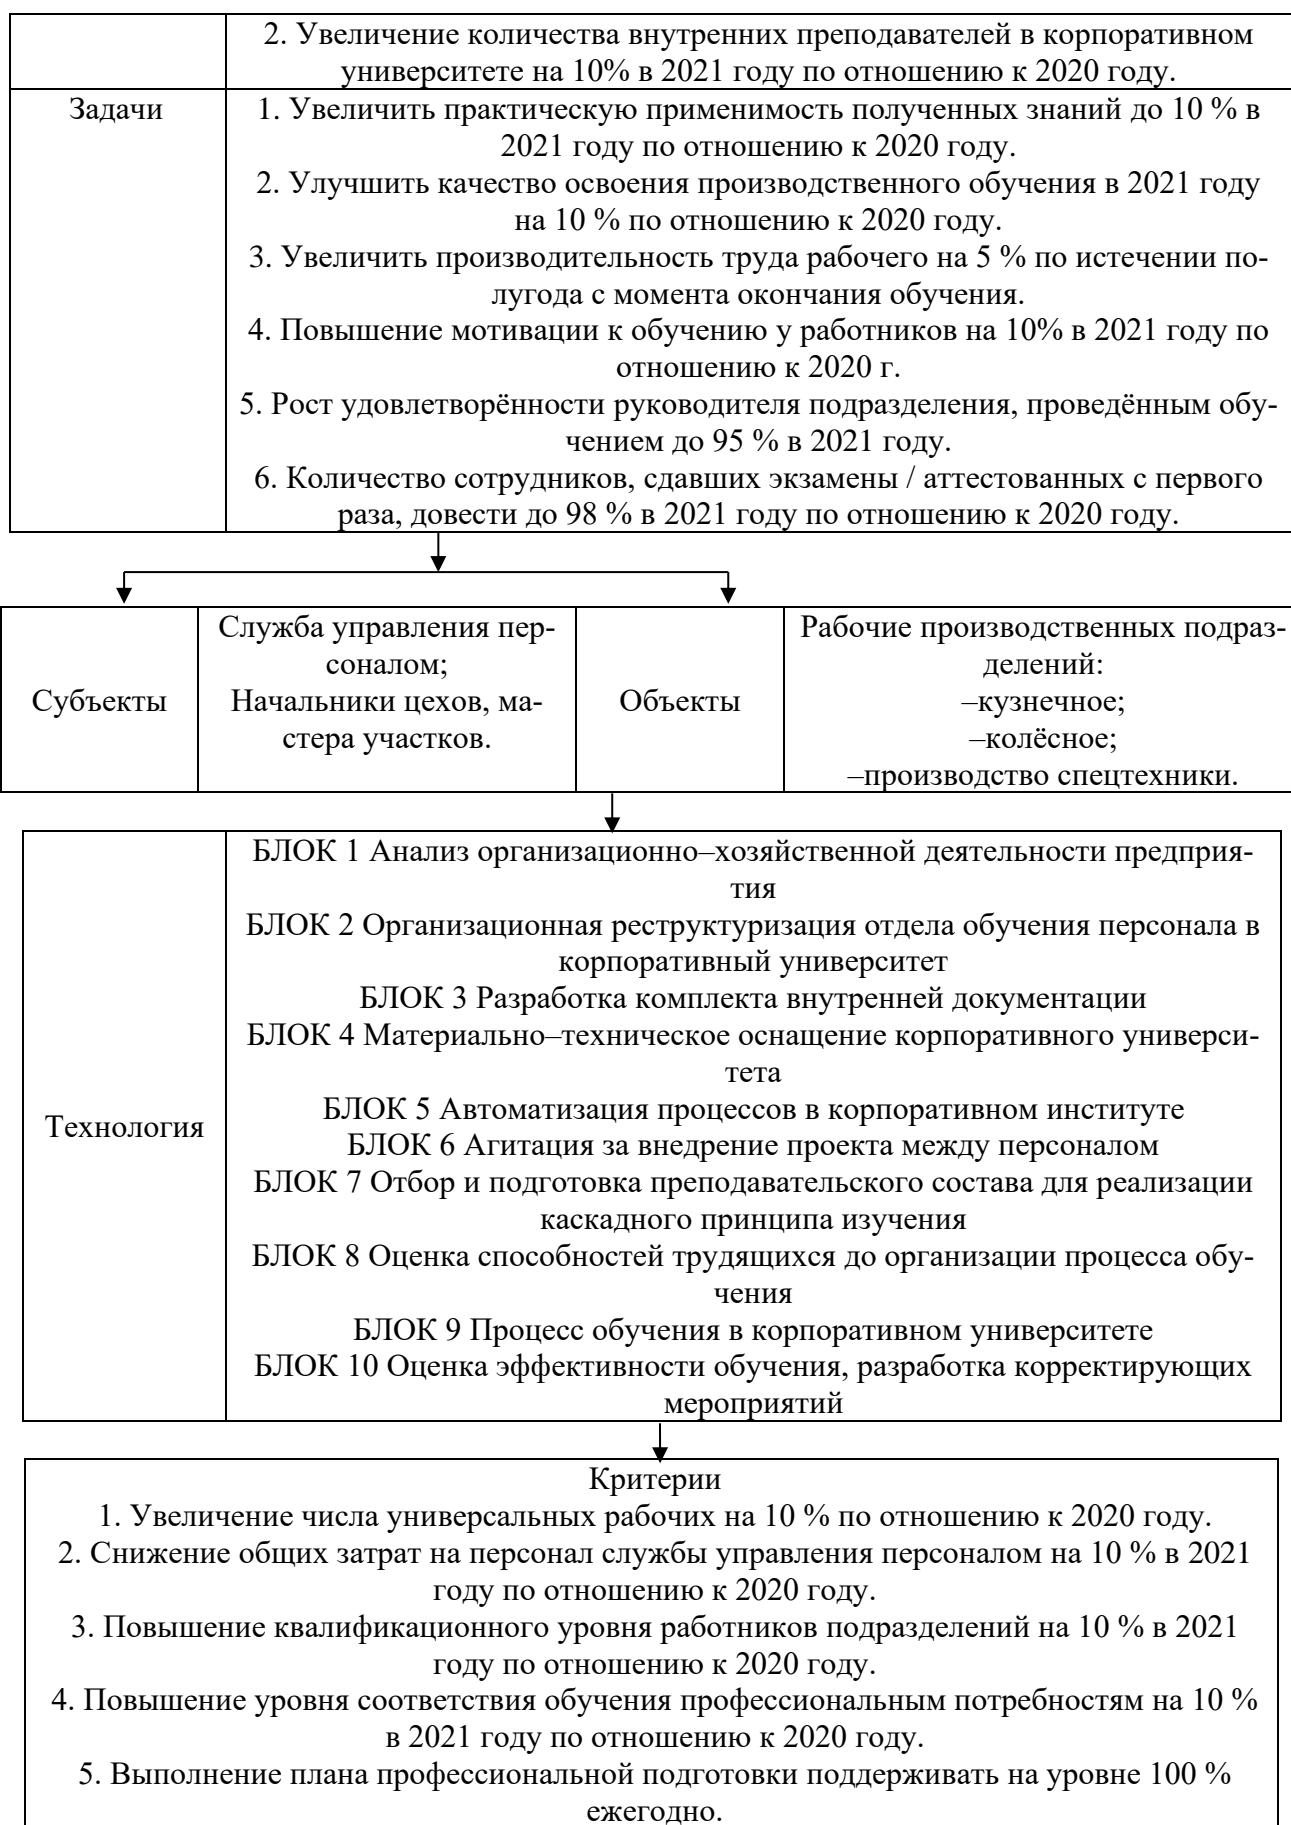 2. Увеличение количества внутренних преподавателей в корпоративном
университете на 10% в 2021 году по отношению к 2020 году.
Задачи
1. Увеличить практическую применимость полученных знаний до 10 % в
2021 году по отношению к 2020 году.
2. Улучшить качество освоения производственного обучения в 2021 году
на 10 % по отношению к 2020 году.
3. Увеличить производительность труда рабочего на 5 % по истечении по-
лугода с момента окончания обучения.
4. Повышение мотивации к обучению у работников на 10% в 2021 году по
отношению к 2020 г.
5. Рост удовлетворённости руководителя подразделения, проведённым обу-
чением до 95 % в 2021 году.
6. Количество сотрудников, сдавших экзамены / аттестованных с первого
раза, довести до 98 % в 2021 году по отношению к 2020 году.
Субъекты
Служба управления пер-
соналом;
Начальники цехов, ма-
стера участков.
Объекты
Рабочие производственных подраз-
делений:
–кузнечное;
–колёсное;
–производство спецтехники.
Технология
БЛОК 1 Анализ организационно–хозяйственной деятельности предприя-
тия
БЛОК 2 Организационная реструктуризация отдела обучения персонала в
корпоративный университет
БЛОК 3 Разработка комплекта внутренней документации
БЛОК 4 Материально–техническое оснащение корпоративного универси-
тета
БЛОК 5 Автоматизация процессов в корпоративном институте
БЛОК 6 Агитация за внедрение проекта между персоналом
БЛОК 7 Отбор и подготовка преподавательского состава для реализации
каскадного принципа изучения
БЛОК 8 Оценка способностей трудящихся до организации процесса обу-
чения
БЛОК 9 Процесс обучения в корпоративном университете
БЛОК 10 Оценка эффективности обучения, разработка корректирующих
мероприятий
Критерии
1. Увеличение числа универсальных рабочих на 10 % по отношению к 2020 году.
2. Снижение общих затрат на персонал службы управления персоналом на 10 % в 2021
году по отношению к 2020 году.
3. Повышение квалификационного уровня работников подразделений на 10 % в 2021
году по отношению к 2020 году.
4. Повышение уровня соответствия обучения профессиональным потребностям на 10 %
в 2021 году по отношению к 2020 году.
5. Выполнение плана профессиональной подготовки поддерживать на уровне 100 %
ежегодно.